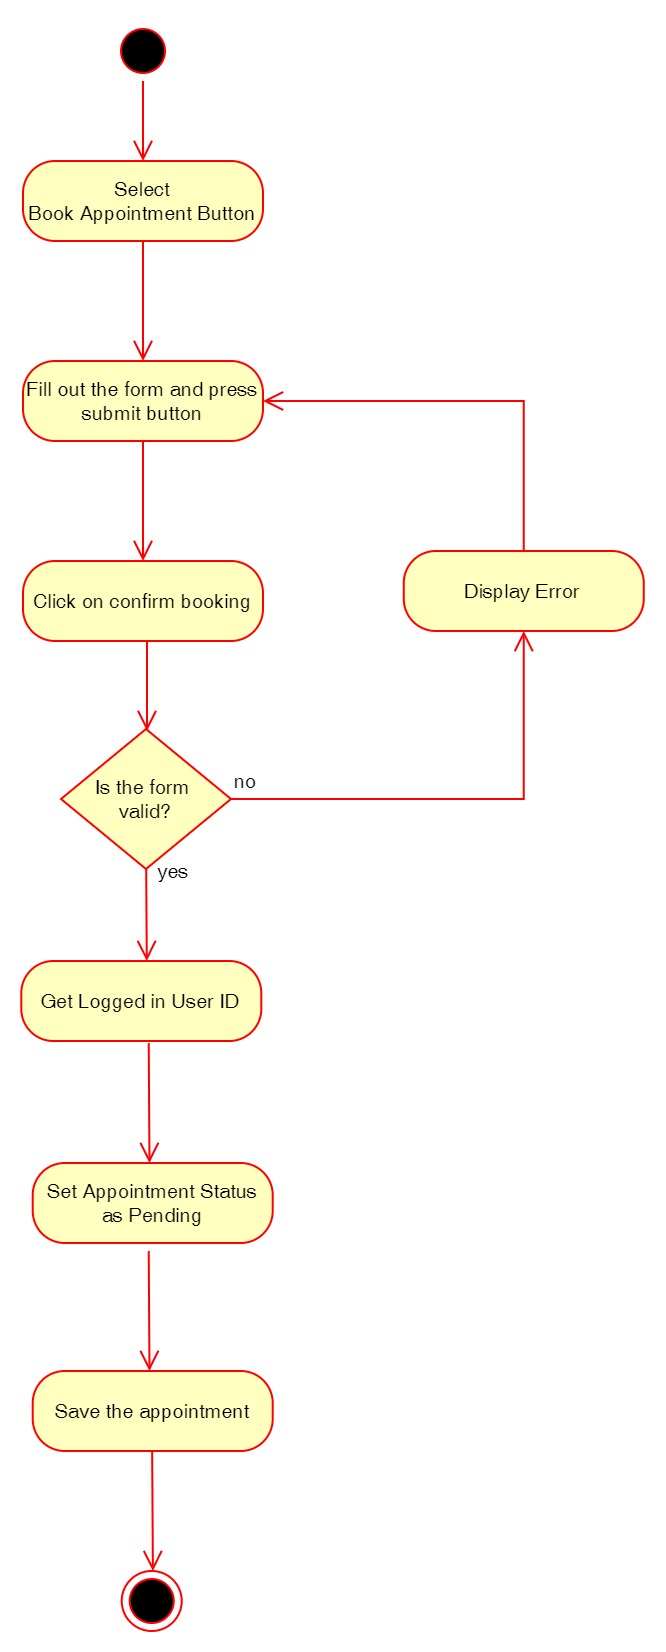 Select
Book Appointment Button
Fill out the form and press
submit button
Click on confirm booking
Display Error
Is the form
valid?
no
yes
Get Logged in User ID
Set Appointment Status
as Pending
Save the appointment